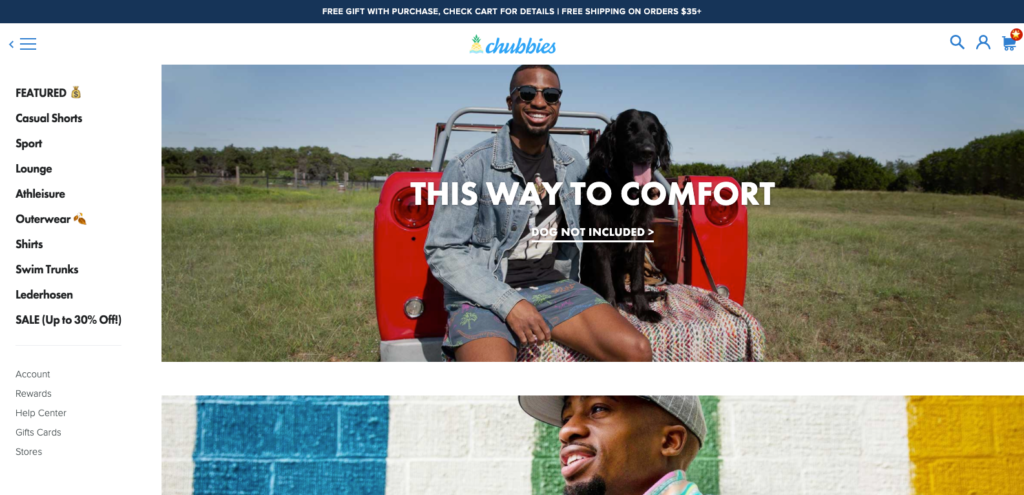 FREE GIFT WITH PURCHASE, CHECK CART FOR DETAILS | FREE SHIPPING ON ORDERS $35+
chubbies
FEATURED 💰
Casual Shorts
Sport
Lounge
Athleisure
Outerwear 🍂
Shirts
Swim Trunks
Lederhosen
SALE (Up to 30% Off!)
Account
Rewards
Help Center
Gifts Cards
Stores
THIS WAY TO COMFORT
DOG NOT INCLUDED >